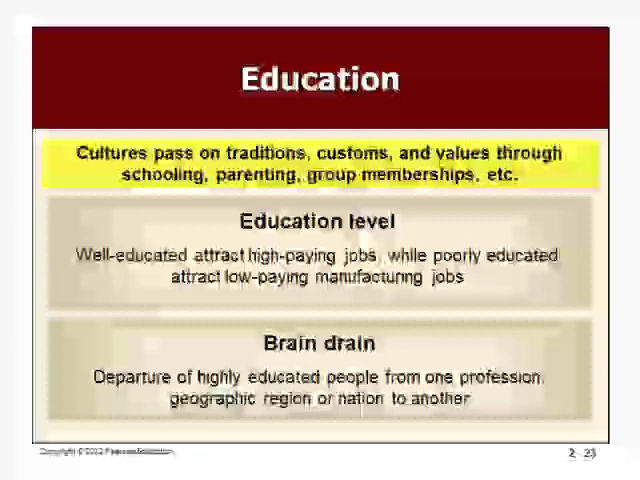 Education
Cultures pass on traditions, customs, and values through
schooling, parenting, group memberships, etc.
Education level
Well-educated attract high-paying jobs, while poorly educated
attract low-paying manufacturing jobs
Brain drain
Departure of highly educated people from one profession,
geographic region or nation to another
Copyright © 2012 Pearson Education
2 - 23